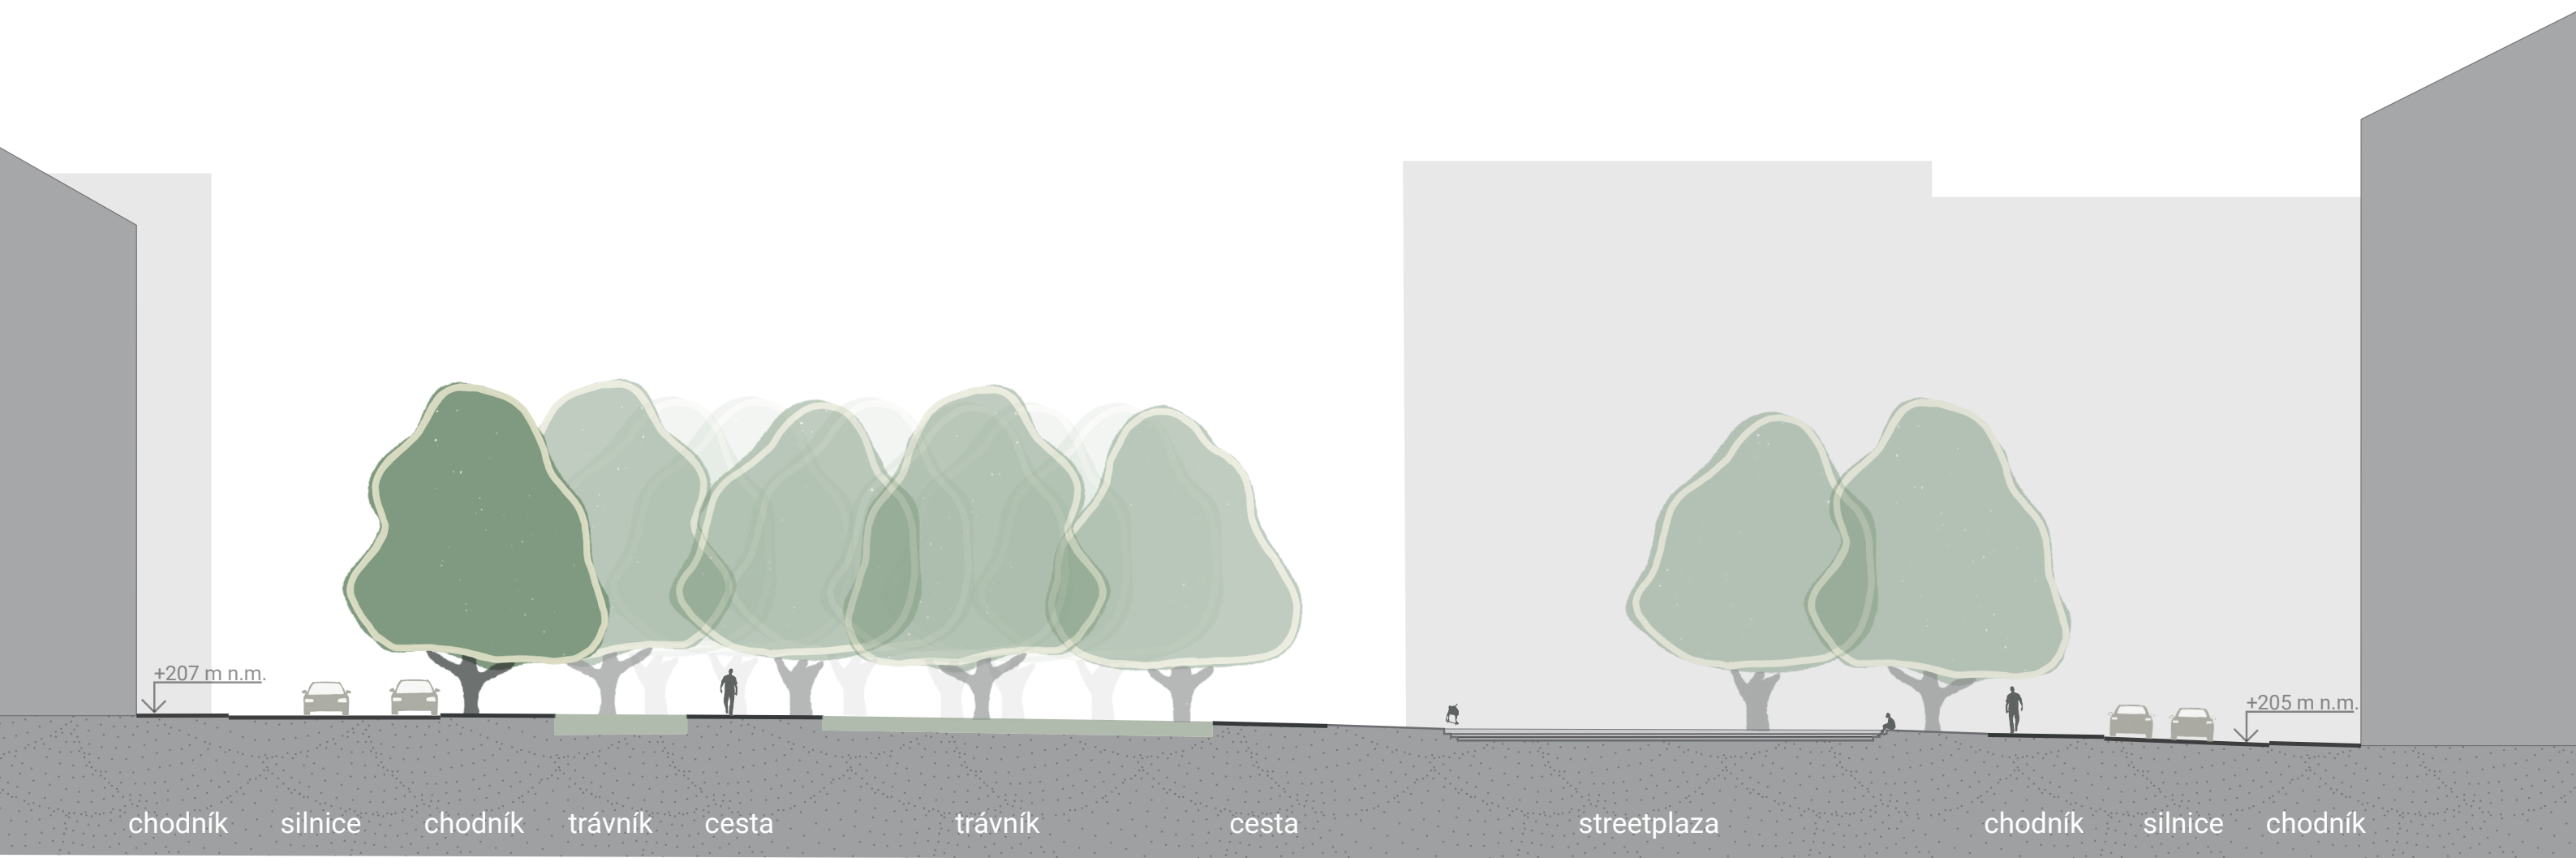 +207 m n.m.
+205 m n.m.
chodník silnice chodník trávník cesta trávník cesta streetplaza chodník silnice chodník